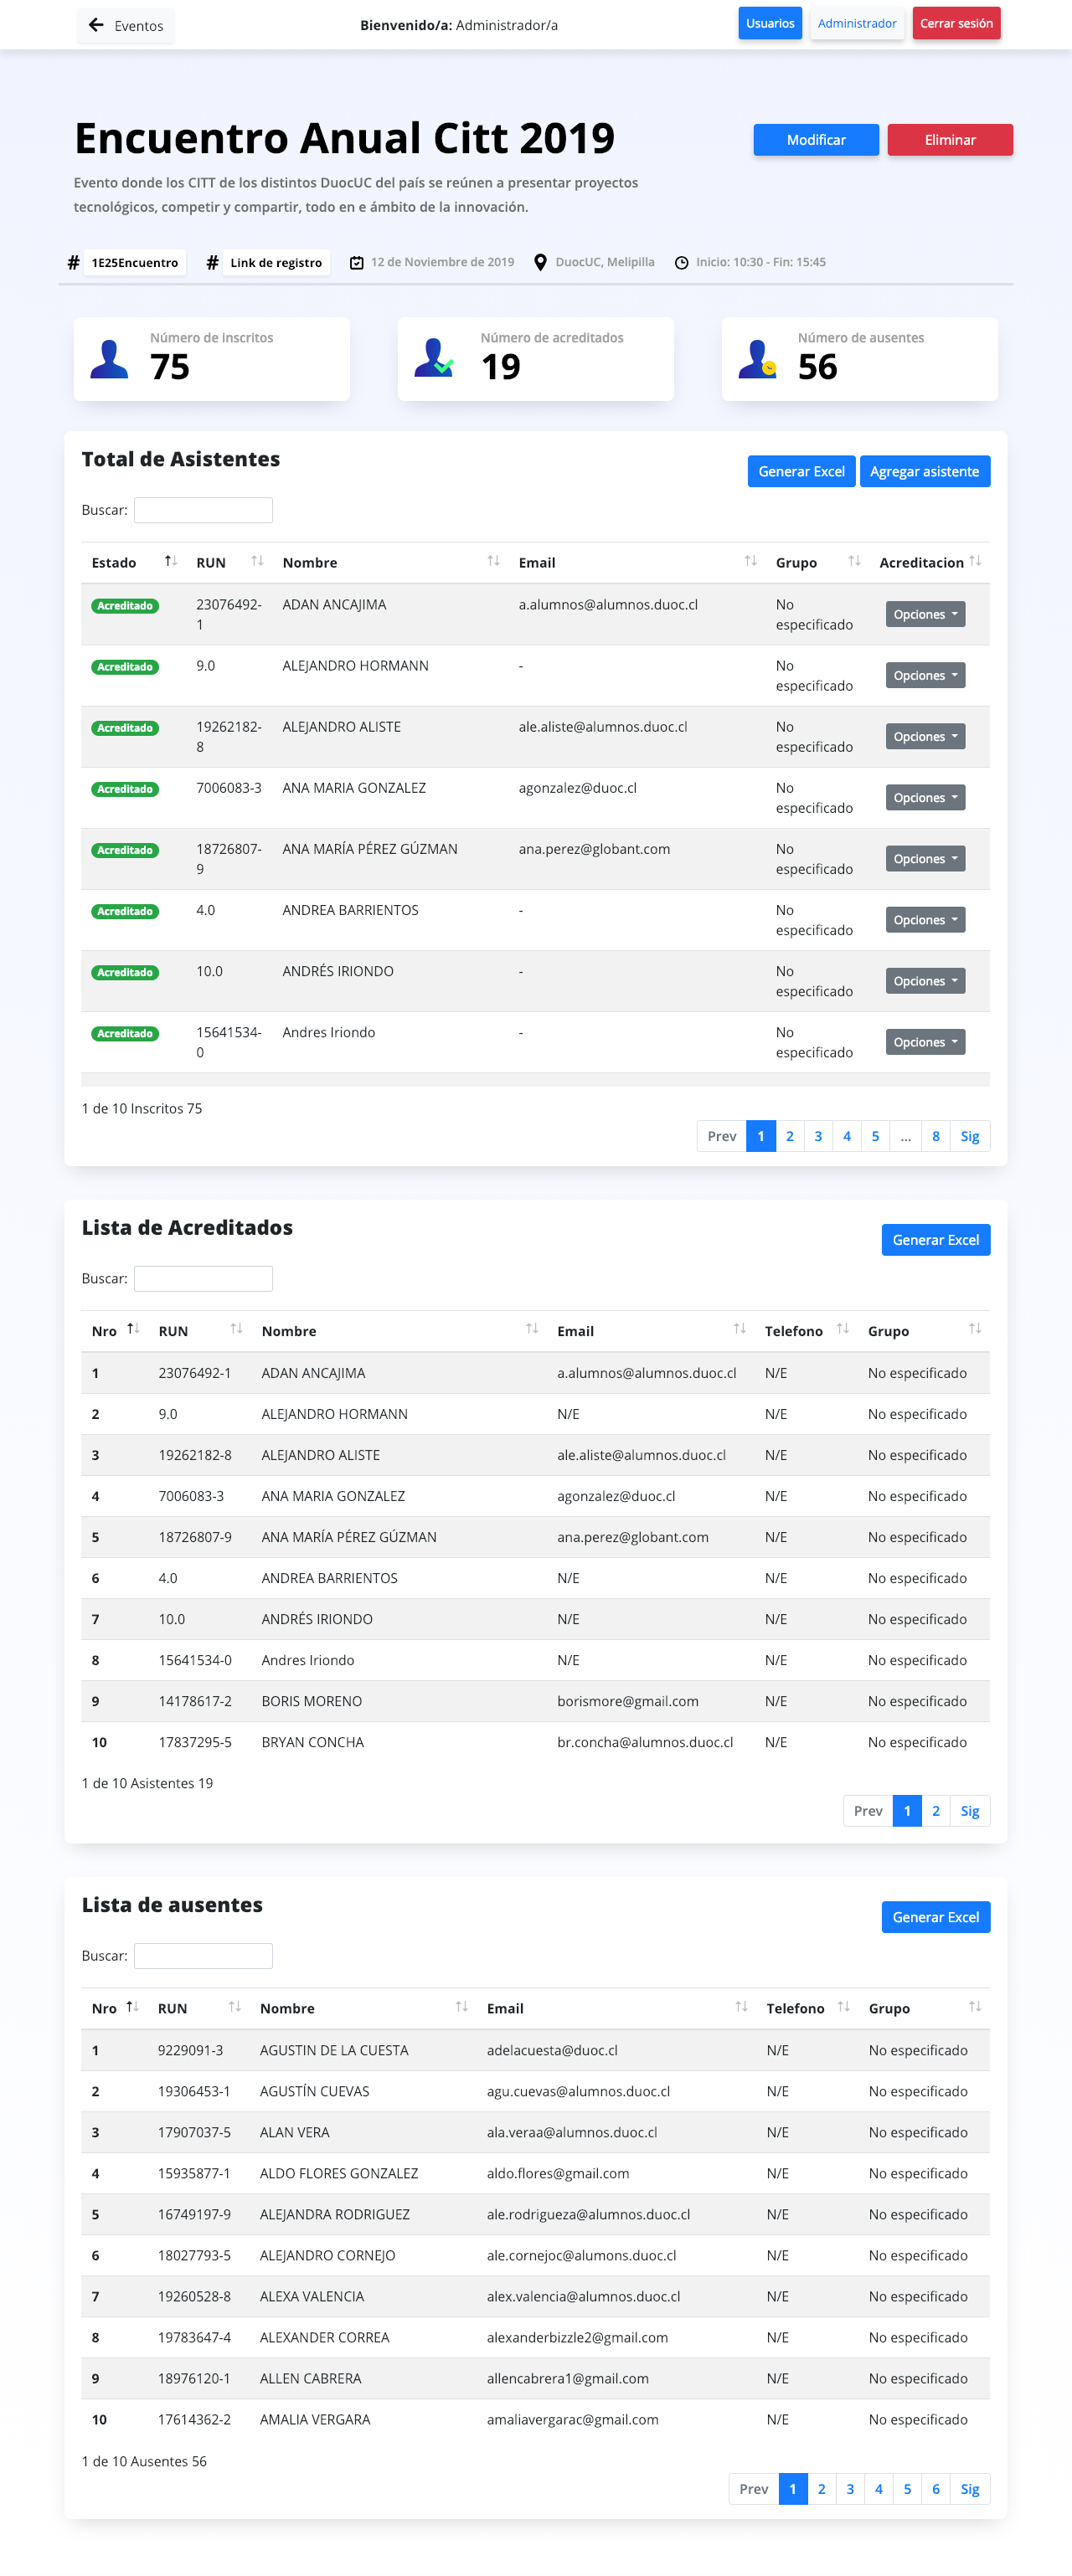 Eventos
Bienvenido/a: Administrador/a
Usuarios
Administrador
Cerrar sesión
Encuentro Anual Citt 2019
Modificar
Eliminar
Evento donde los CITT de los distintos DuocUC del país se reúnen a presentar proyectos
tecnológicos, competir y compartir, todo en e ámbito de la innovación.
# 1E25Encuentro # Link de registro 12 de Noviembre de 2019 DuocUC, Melipilla Inicio: 10:30 - Fin: 15:45
Número de inscritos
75
Número de acreditados
19
Número de ausentes
56
Total de Asistentes
Generar Excel
Agregar asistente
Buscar:
Estado RUN Nombre Email Grupo Acreditacion
Acreditado 23076492- ADAN ANCAJIMA a.alumnos@alumnos.duoc.cl No Opciones
1 especificado
Acreditado 9.0 ALEJANDRO HORMANN - No Opciones
especificado
Acreditado 19262182- ALEJANDRO ALISTE ale.aliste@alumnos.duoc.cl No Opciones
8 especificado
Acreditado 7006083-3 ANA MARIA GONZALEZ agonzalez@duoc.cl No Opciones
especificado
Acreditado 18726807- ANA MARÍA PÉREZ GÚZMAN ana.perez@globant.com No Opciones
9 especificado
Acreditado 4.0 ANDREA BARRIENTOS - No Opciones
especificado
Acreditado 10.0 ANDRÉS IRIONDO - No Opciones
especificado
Acreditado 15641534- Andres Iriondo - No Opciones
0 especificado
1 de 10 Inscritos 75
Prev 1 2 3 4 5 ... 8 Sig
Lista de Acreditados
Generar Excel
Buscar:
Nro RUN Nombre Email Telefono Grupo
1 23076492-1 ADAN ANCAJIMA a.alumnos@alumnos.duoc.cl N/E No especificado
2 9.0 ALEJANDRO HORMANN N/E N/E No especificado
3 19262182-8 ALEJANDRO ALISTE ale.aliste@alumnos.duoc.cl N/E No especificado
4 7006083-3 ANA MARIA GONZALEZ agonzalez@duoc.cl N/E No especificado
5 18726807-9 ANA MARÍA PÉREZ GÚZMAN ana.perez@globant.com N/E No especificado
6 4.0 ANDREA BARRIENTOS N/E N/E No especificado
7 10.0 ANDRÉS IRIONDO N/E N/E No especificado
8 15641534-0 Andres Iriondo N/E N/E No especificado
9 14178617-2 BORIS MORENO borismore@gmail.com N/E No especificado
10 17837295-5 BRYAN CONCHA br.concha@alumnos.duoc.cl N/E No especificado
1 de 10 Asistentes 19
Prev 1 2 Sig
Lista de ausentes
Generar Excel
Buscar:
Nro RUN Nombre Email Telefono Grupo
1 9229091-3 AGUSTIN DE LA CUESTA adelacuesta@duoc.cl N/E No especificado
2 19306453-1 AGUSTÍN CUEVAS agu.cuevas@alumnos.duoc.cl N/E No especificado
3 17907037-5 ALAN VERA ala.veraa@alumnos.duoc.cl N/E No especificado
4 15935877-1 ALDO FLORES GONZALEZ aldo.flores@gmail.com N/E No especificado
5 16749197-9 ALEJANDRA RODRIGUEZ ale.rodrigueza@alumnos.duoc.cl N/E No especificado
6 18027793-5 ALEJANDRO CORNEJO ale.cornejoc@alumons.duoc.cl N/E No especificado
7 19260528-8 ALEXA VALENCIA alex.valencia@alumnos.duoc.cl N/E No especificado
8 19783647-4 ALEXANDER CORREA alexanderbizzle2@gmail.com N/E No especificado
9 18976120-1 ALLEN CABRERA allencabrera1@gmail.com N/E No especificado
10 17614362-2 AMALIA VERGARA amaliavergarac@gmail.com N/E No especificado
1 de 10 Ausentes 56
Prev 1 2 3 4 5 6 Sig